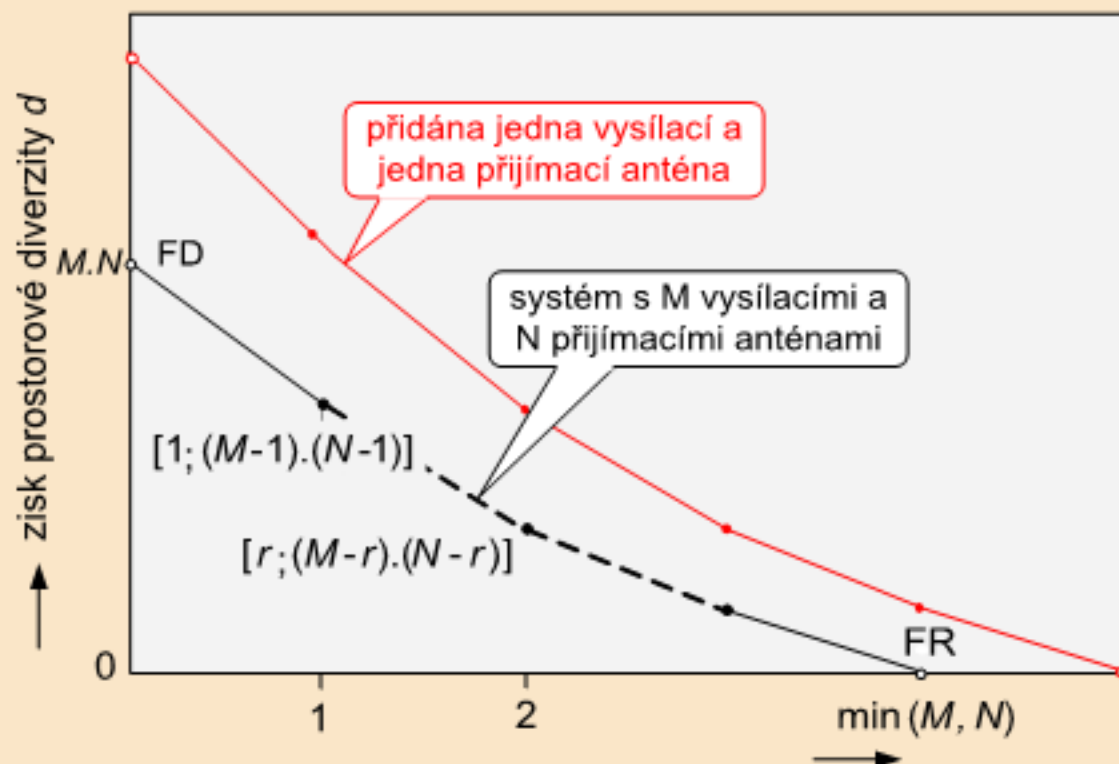 zisk prostorové diverzity d
přidána jedna vysílací a
jedna přijímací anténa
M.N
FD
systém s M vysílacími a
N přijímacími anténami
[1;(M-1).(N-1)]
[r;(M-r).(N-r)]
FR
0
1
2
min (M, N)